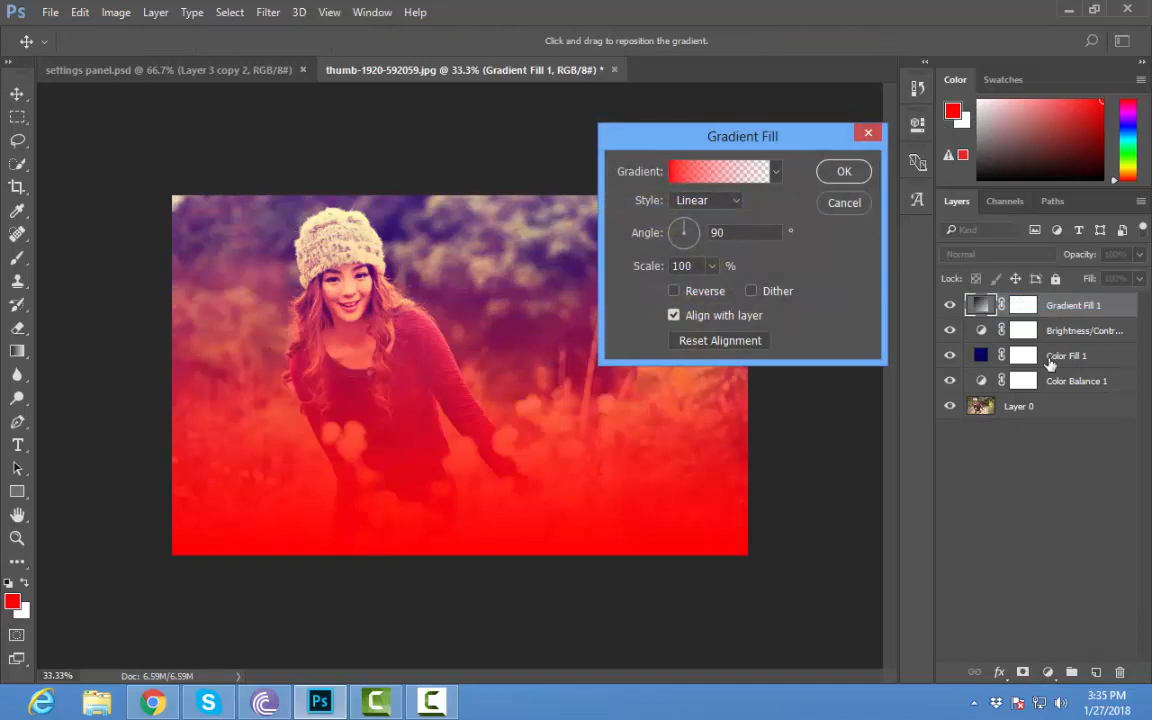 Ps File Edit Image Layer Type Select Filter 3D View Window Help
Click and drag to reposition the gradient.
settings panel.psd @ 66.7% (Layer 3 copy 2, RGB/8#) × thumb-1920-592059.jpg @ 33.3% (Gradient Fill 1, RGB/8#) * ×
Color Swatches
Gradient Fill
Gradient: OK
Style: Linear Cancel
Angle: 90 °
Scale: 100 %
Reverse Dither
Align with layer
Reset Alignment
Layers Channels Paths
Kind
Normal Opacity: 100%
Lock: Fill: 100%
Gradient Fill 1
Brightness/Contr...
Color Fill 1
Color Balance 1
Layer 0
33.33% Doc: 6.59M/6.59M
3:35 PM
1/27/2018